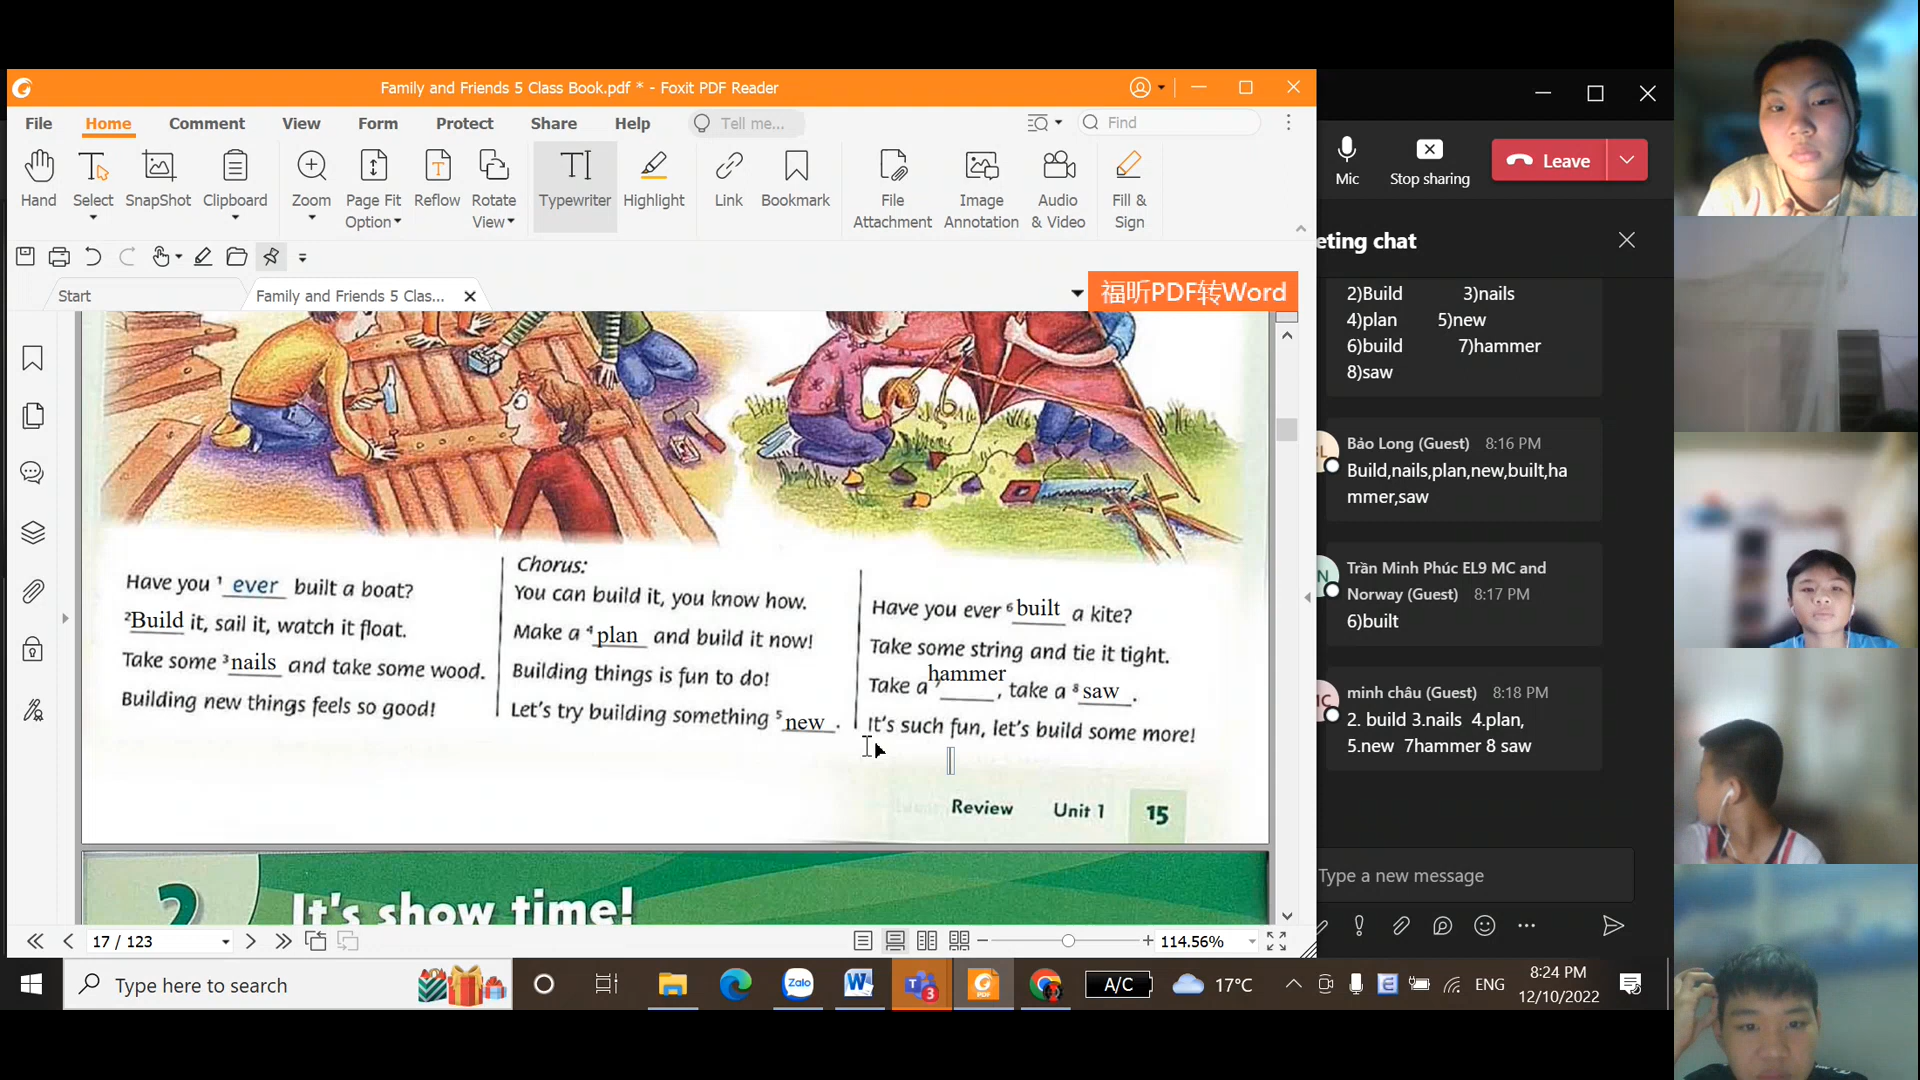 Family and Friends 5 Class Book.pdf * - Foxit PDF Reader
File Home Comment View Form Protect Share Help Tell me... Find
Hand Select SnapShot Clipboard Zoom Page Fit Option Reflow Rotate View Typewriter Highlight Link Bookmark File Attachment Image Annotation Audio & Video Fill & Sign
Start Family and Friends 5 Clas... 福昕PDF转Word
Chorus:
Have you ¹ ever built a boat?
²Build it, sail it, watch it float.
Take some ³nails and take some wood.
Building new things feels so good!
You can build it, you know how.
Make a ⁴plan and build it now!
Building things is fun to do!
Let's try building something ⁵new.
Have you ever ⁶built a kite?
Take some string and tie it tight.
Take a ⁷hammer, take a ⁸saw.
It's such fun, let's build some more!
Review Unit 1 15
2 It's show time!
17 / 123 114.56%
Mic Stop sharing Leave
eting chat
2)Build 3)nails
4)plan 5)new
6)build 7)hammer
8)saw
Bảo Long (Guest) 8:16 PM
Build,nails,plan,new,built,ha
mmer,saw
Trần Minh Phúc EL9 MC and
Norway (Guest) 8:17 PM
6)built
minh châu (Guest) 8:18 PM
2. build 3.nails 4.plan,
5.new 7hammer 8 saw
Type a new message
Type here to search Zalo 3 A/C 17°C ENG 8:24 PM
12/10/2022